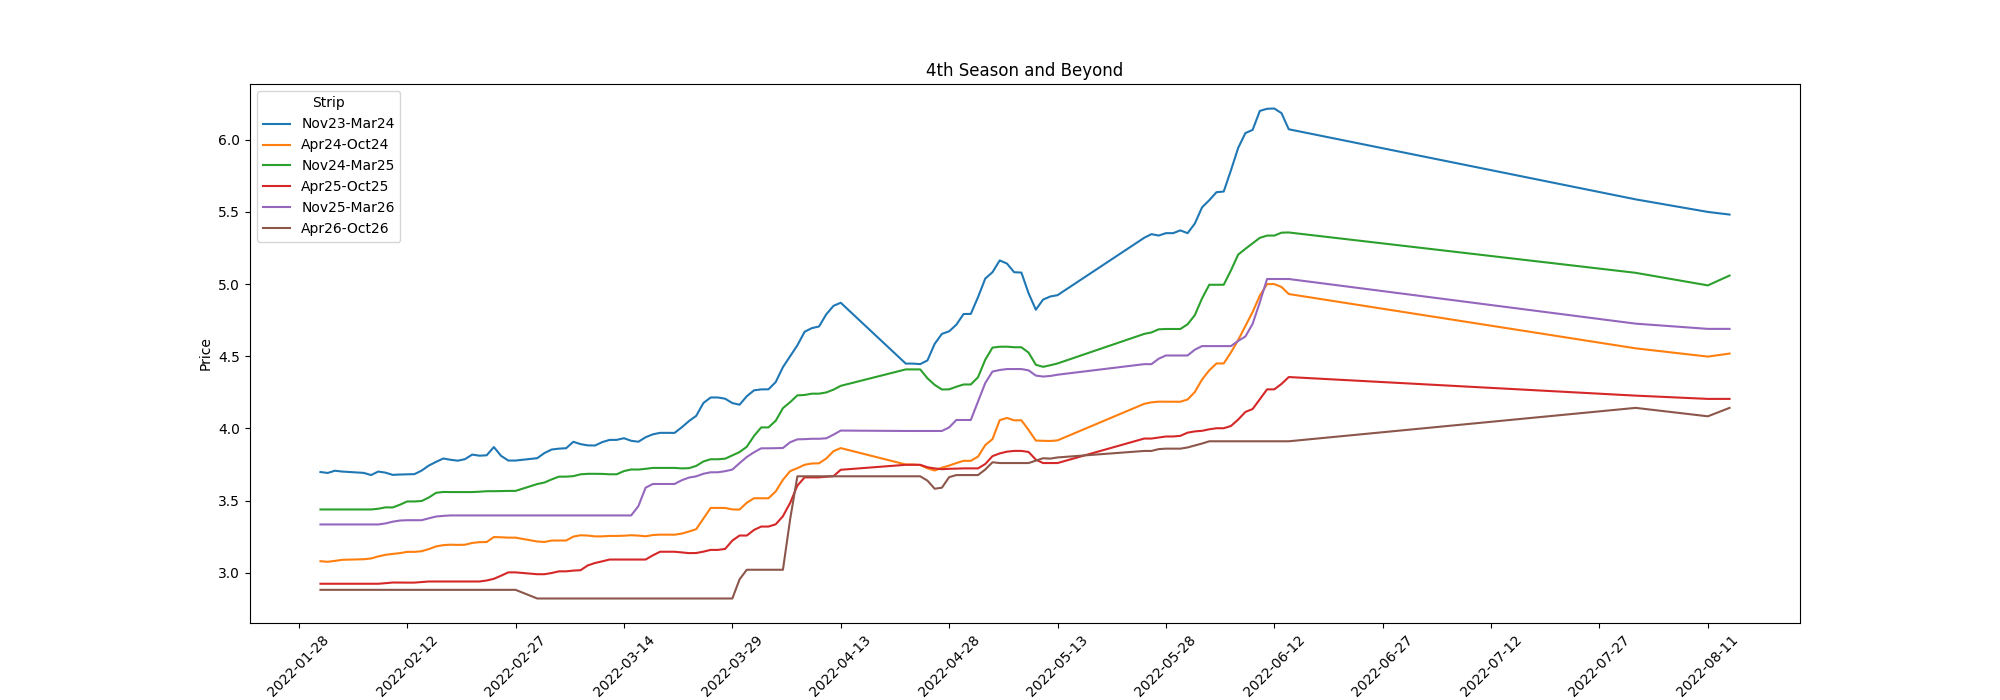 4th Season and Beyond
Strip
Nov23-Mar24
Apr24-Oct24
Nov24-Mar25
Apr25-Oct25
Nov25-Mar26
Apr26-Oct26
Price
6.0
5.5
5.0
4.5
4.0
3.5
3.0
2022-01-28
2022-02-12
2022-02-27
2022-03-14
2022-03-29
2022-04-13
2022-04-28
2022-05-13
2022-05-28
2022-06-12
2022-06-27
2022-07-12
2022-07-27
2022-08-11